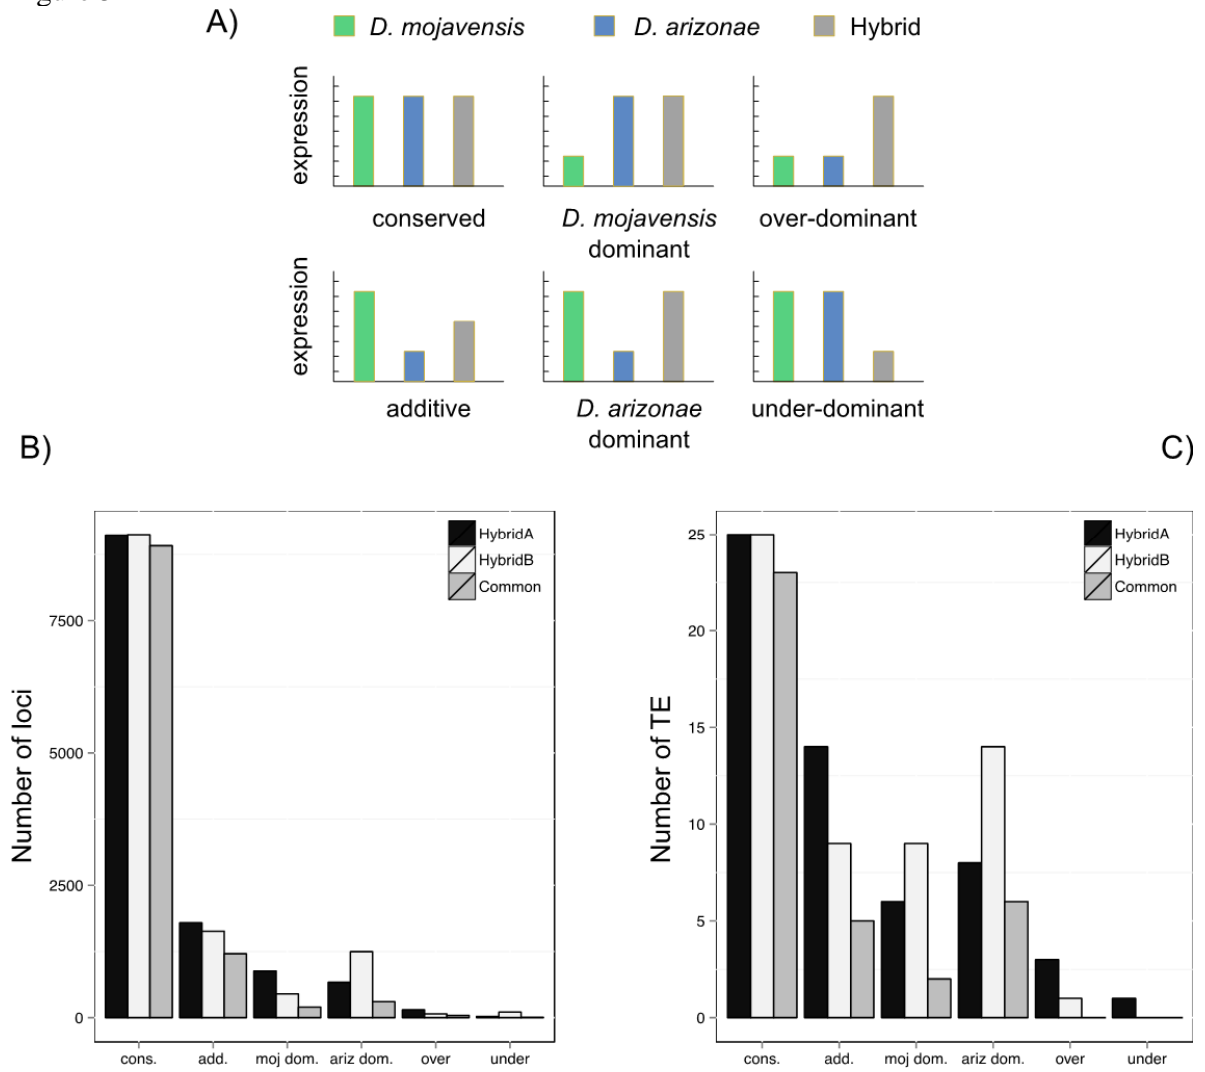 A)
D. mojavensis D. arizonae Hybrid
expression
conserved
D. mojavensis
dominant
over-dominant
expression
additive
D. arizonae
dominant
under-dominant
B)
C)
HybridA
HybridB
Common
7500
5000
2500
0
Number of loci
cons. add. moj dom. ariz dom. over under
HybridA
HybridB
Common
25
20
15
10
5
0
Number of TE
cons. add. moj dom. ariz dom. over under